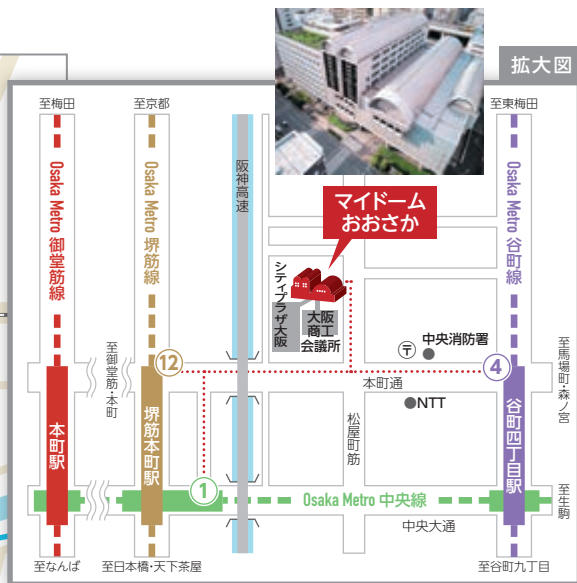 拡大図
至梅田
至京都
至東梅田
Osaka Metro 御堂筋線
Osaka Metro 堺筋線
阪神高速
Osaka Metro 谷町線
マイドーム
おおさか
シティプラザ大阪
大阪
商工
会議所
中央消防署
〒
至御堂筋・本町
12
4
本町通
NTT
至馬場町・森ノ宮
本町駅
堺筋本町駅
松屋町筋
谷町四丁目駅
1
Osaka Metro 中央線
至生駒
中央大通
至なんば
至日本橋・天下茶屋
至谷町九丁目